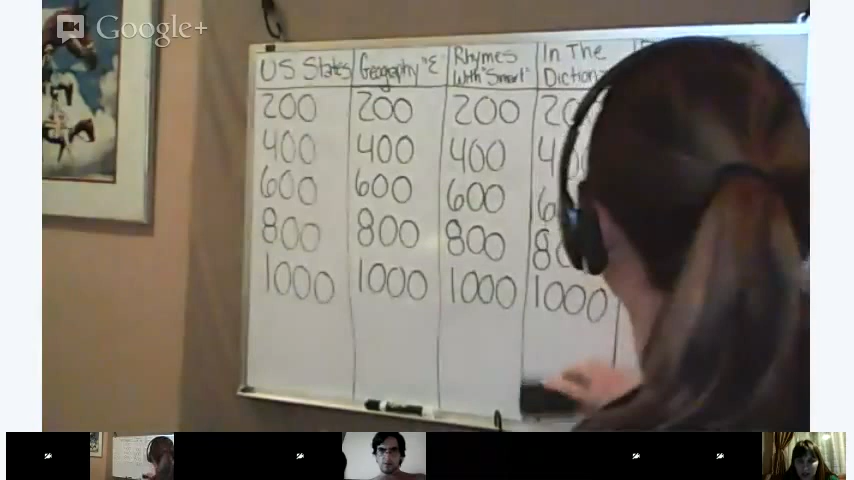 Google+
US States Geography "E" Rhymes With "Smart" In The
200 200 200
400 400 400
600 600 600
800 800 800
1000 1000 1000 1000